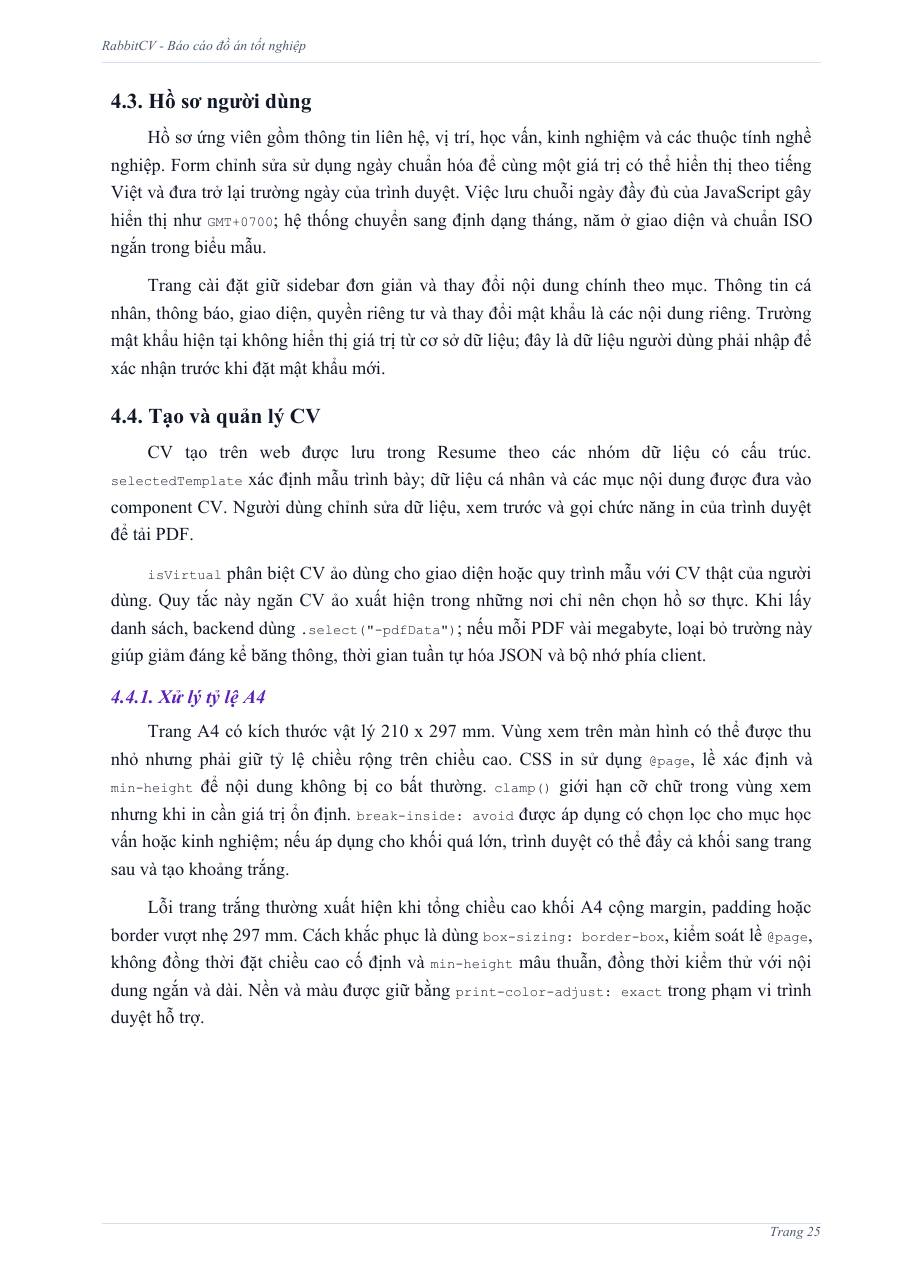 RabbitCV - Báo cáo đồ án tốt nghiệp
4.3. Hồ sơ người dùng
Hồ sơ ứng viên gồm thông tin liên hệ, vị trí, học vấn, kinh nghiệm và các thuộc tính nghề
nghiệp. Form chỉnh sửa sử dụng ngày chuẩn hóa để cùng một giá trị có thể hiển thị theo tiếng
Việt và đưa trở lại trường ngày của trình duyệt. Việc lưu chuỗi ngày đầy đủ của JavaScript gây
hiển thị như GMT+0700; hệ thống chuyển sang định dạng tháng, năm ở giao diện và chuẩn ISO
ngắn trong biểu mẫu.
Trang cài đặt giữ sidebar đơn giản và thay đổi nội dung chính theo mục. Thông tin cá
nhân, thông báo, giao diện, quyền riêng tư và thay đổi mật khẩu là các nội dung riêng. Trường
mật khẩu hiện tại không hiển thị giá trị từ cơ sở dữ liệu; đây là dữ liệu người dùng phải nhập để
xác nhận trước khi đặt mật khẩu mới.
4.4. Tạo và quản lý CV
CV tạo trên web được lưu trong Resume theo các nhóm dữ liệu có cấu trúc.
selectedTemplate xác định mẫu trình bày; dữ liệu cá nhân và các mục nội dung được đưa vào
component CV. Người dùng chỉnh sửa dữ liệu, xem trước và gọi chức năng in của trình duyệt
để tải PDF.
isVirtual phân biệt CV ảo dùng cho giao diện hoặc quy trình mẫu với CV thật của người
dùng. Quy tắc này ngăn CV ảo xuất hiện trong những nơi chỉ nên chọn hồ sơ thực. Khi lấy
danh sách, backend dùng .select("-pdfData"); nếu mỗi PDF vài megabyte, loại bỏ trường này
giúp giảm đáng kể băng thông, thời gian tuần tự hóa JSON và bộ nhớ phía client.
4.4.1. Xử lý tỷ lệ A4
Trang A4 có kích thước vật lý 210 x 297 mm. Vùng xem trên màn hình có thể được thu
nhỏ nhưng phải giữ tỷ lệ chiều rộng trên chiều cao. CSS in sử dụng @page, lề xác định và
min-height để nội dung không bị co bất thường. clamp() giới hạn cỡ chữ trong vùng xem
nhưng khi in cần giá trị ổn định. break-inside: avoid được áp dụng có chọn lọc cho mục học
vấn hoặc kinh nghiệm; nếu áp dụng cho khối quá lớn, trình duyệt có thể đẩy cả khối sang trang
sau và tạo khoảng trắng.
Lỗi trang trắng thường xuất hiện khi tổng chiều cao khối A4 cộng margin, padding hoặc
border vượt nhẹ 297 mm. Cách khắc phục là dùng box-sizing: border-box, kiểm soát lề @page,
không đồng thời đặt chiều cao cố định và min-height mâu thuẫn, đồng thời kiểm thử với nội
dung ngắn và dài. Nền và màu được giữ bằng print-color-adjust: exact trong phạm vi trình
duyệt hỗ trợ.
Trang 25